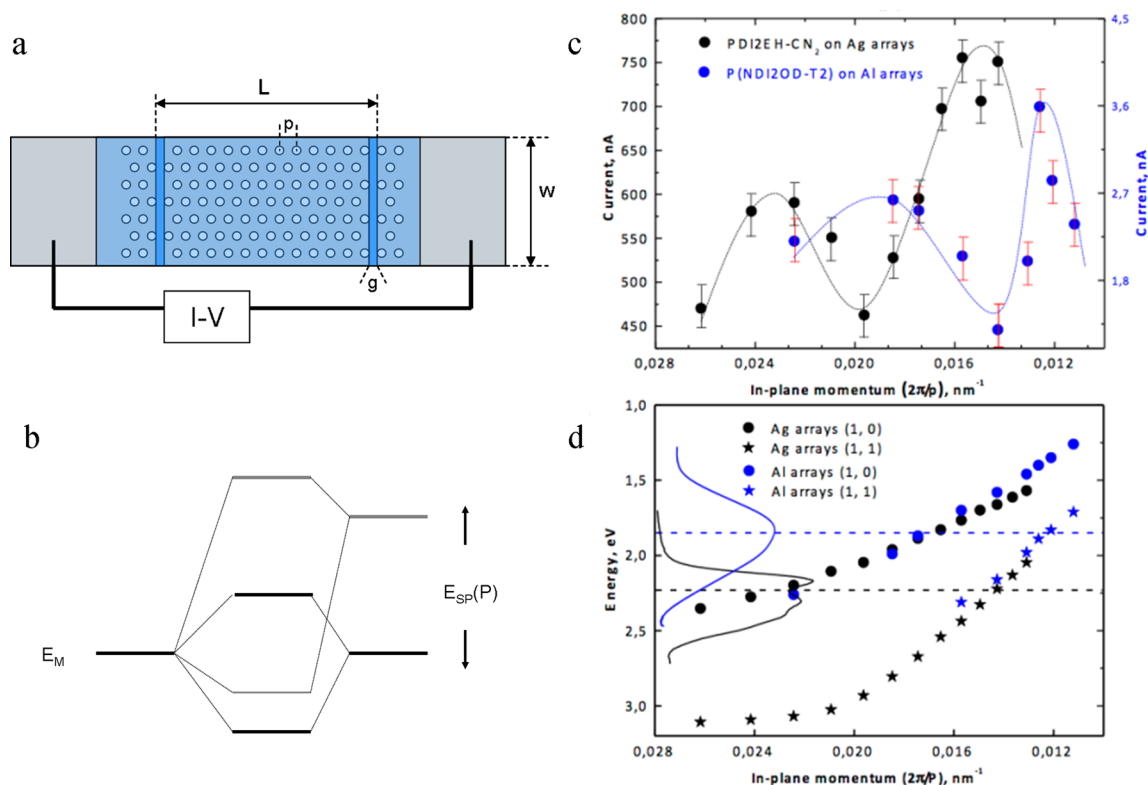 a
L
p
w
g
I-V
b
E_M
E_SP(P)
c
800
750
700
650
600
550
500
450
Current, nA
PDI2EH-CN₂ on Ag arrays
P(NDI2OD-T2) on Al arrays
4,5
3,6
2,7
1,8
Current, nA
0,028 0,024 0,020 0,016 0,012
In-plane momentum (2π/p), nm⁻¹
d
1,0
1,5
2,0
2,5
3,0
Energy, eV
Ag arrays (1, 0)
Ag arrays (1, 1)
Al arrays (1, 0)
Al arrays (1, 1)
0,028 0,024 0,020 0,016 0,012
In-plane momentum (2π/P), nm⁻¹